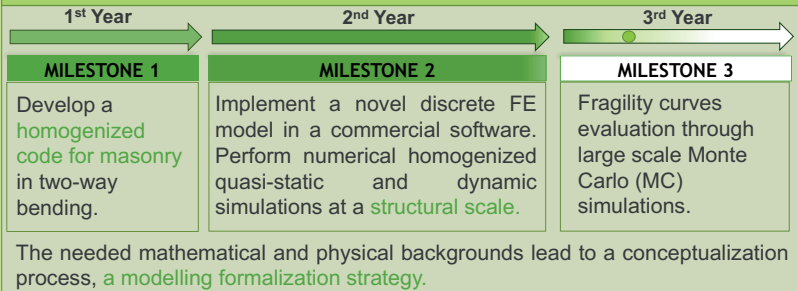 1st Year
2nd Year
3rd Year
MILESTONE 1
MILESTONE 2
MILESTONE 3
Develop a
homogenized
code for masonry
in two-way
bending.
Implement a novel discrete FE
model in a commercial software.
Perform numerical homogenized
quasi-static and dynamic
simulations at a structural scale.
Fragility curves
evaluation through
large scale Monte
Carlo (MC)
simulations.
The needed mathematical and physical backgrounds lead to a conceptualization
process, a modelling formalization strategy.